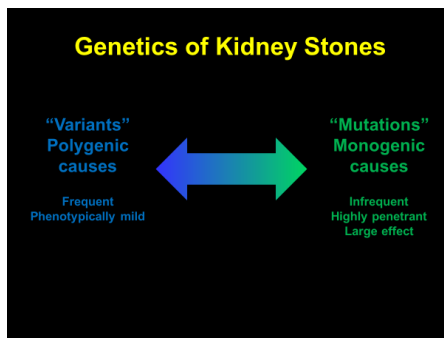 Genetics of Kidney Stones
“Variants”
Polygenic
causes
Frequent
Phenotypically mild
“Mutations”
Monogenic
causes
Infrequent
Highly penetrant
Large effect